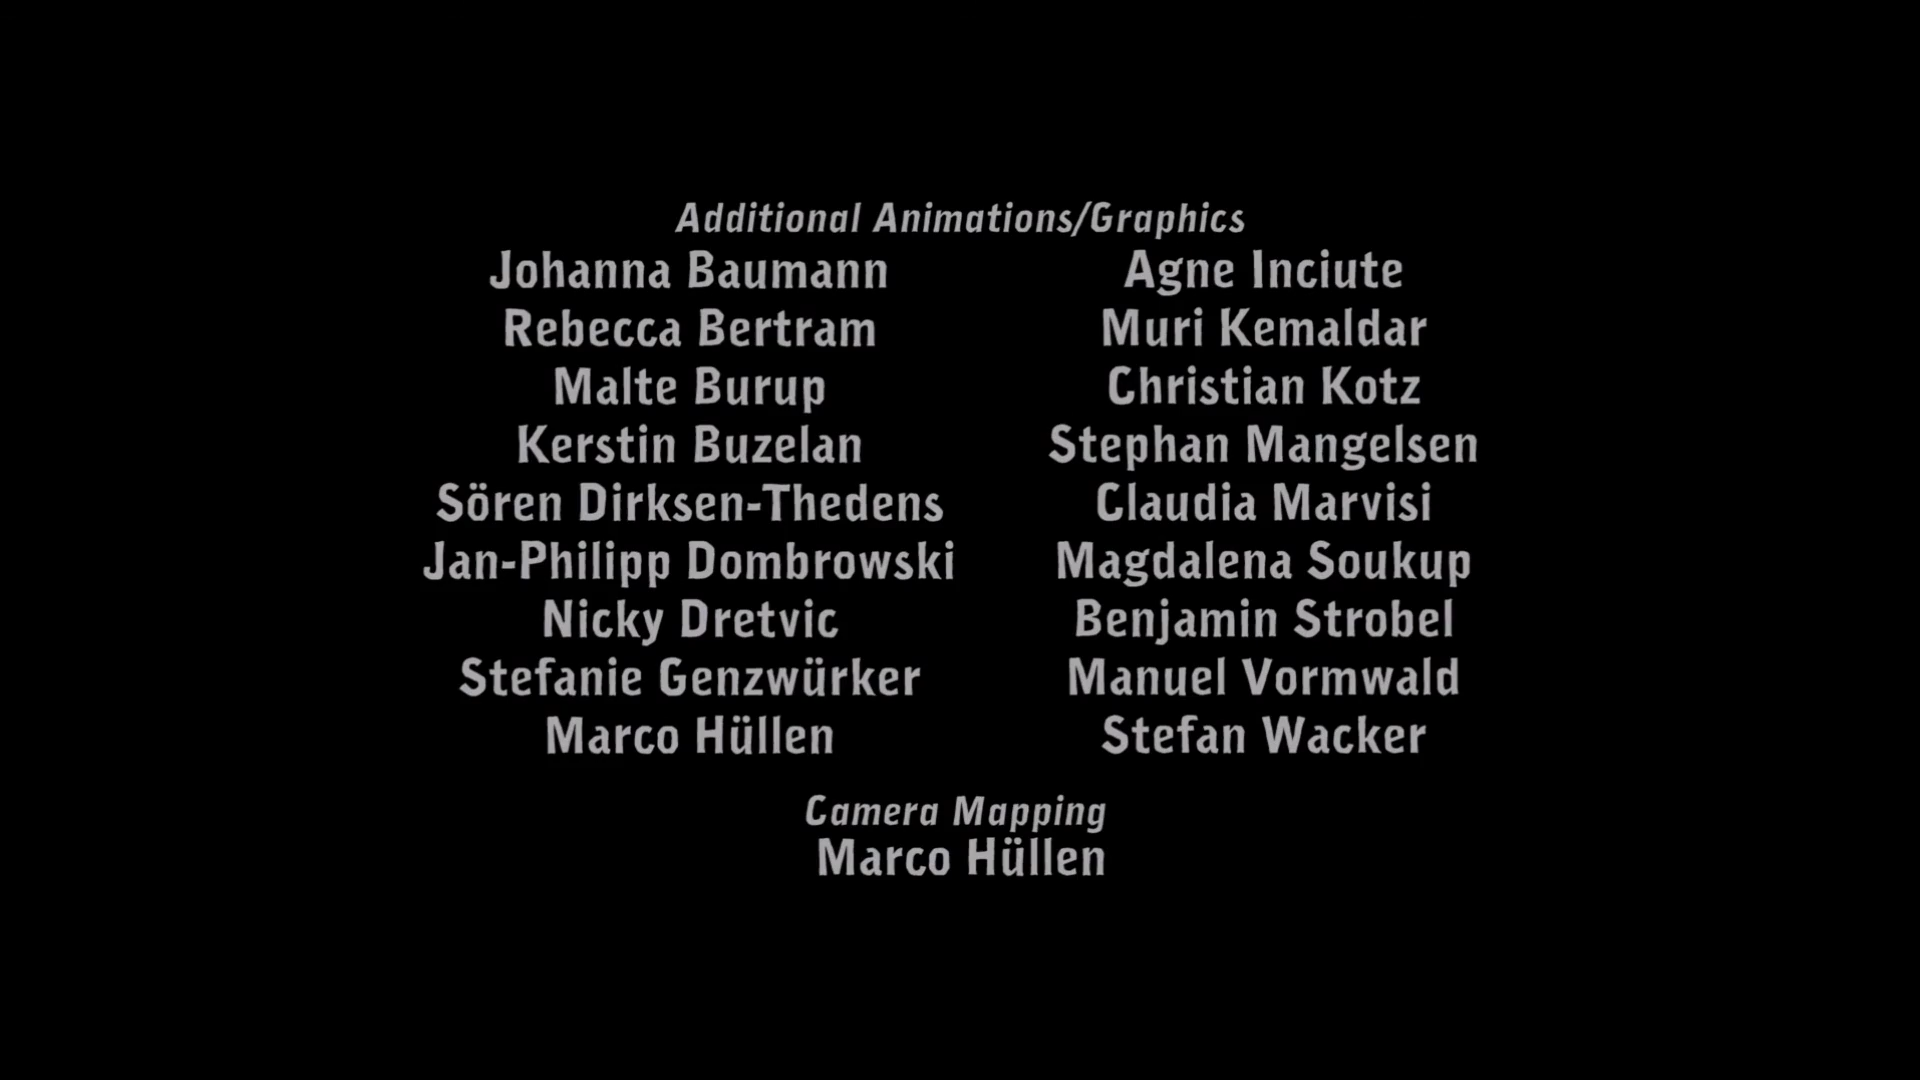 Additional Animations/Graphics
Johanna Baumann
Rebecca Bertram
Malte Burup
Kerstin Buzelan
Sören Dirksen-Thedens
Jan-Philipp Dombrowski
Nicky Dretvic
Stefanie Genzwürker
Marco Hüllen
Agne Inciute
Muri Kemaldar
Christian Kotz
Stephan Mangelsen
Claudia Marvisi
Magdalena Soukup
Benjamin Strobel
Manuel Vormwald
Stefan Wacker
Camera Mapping
Marco Hüllen